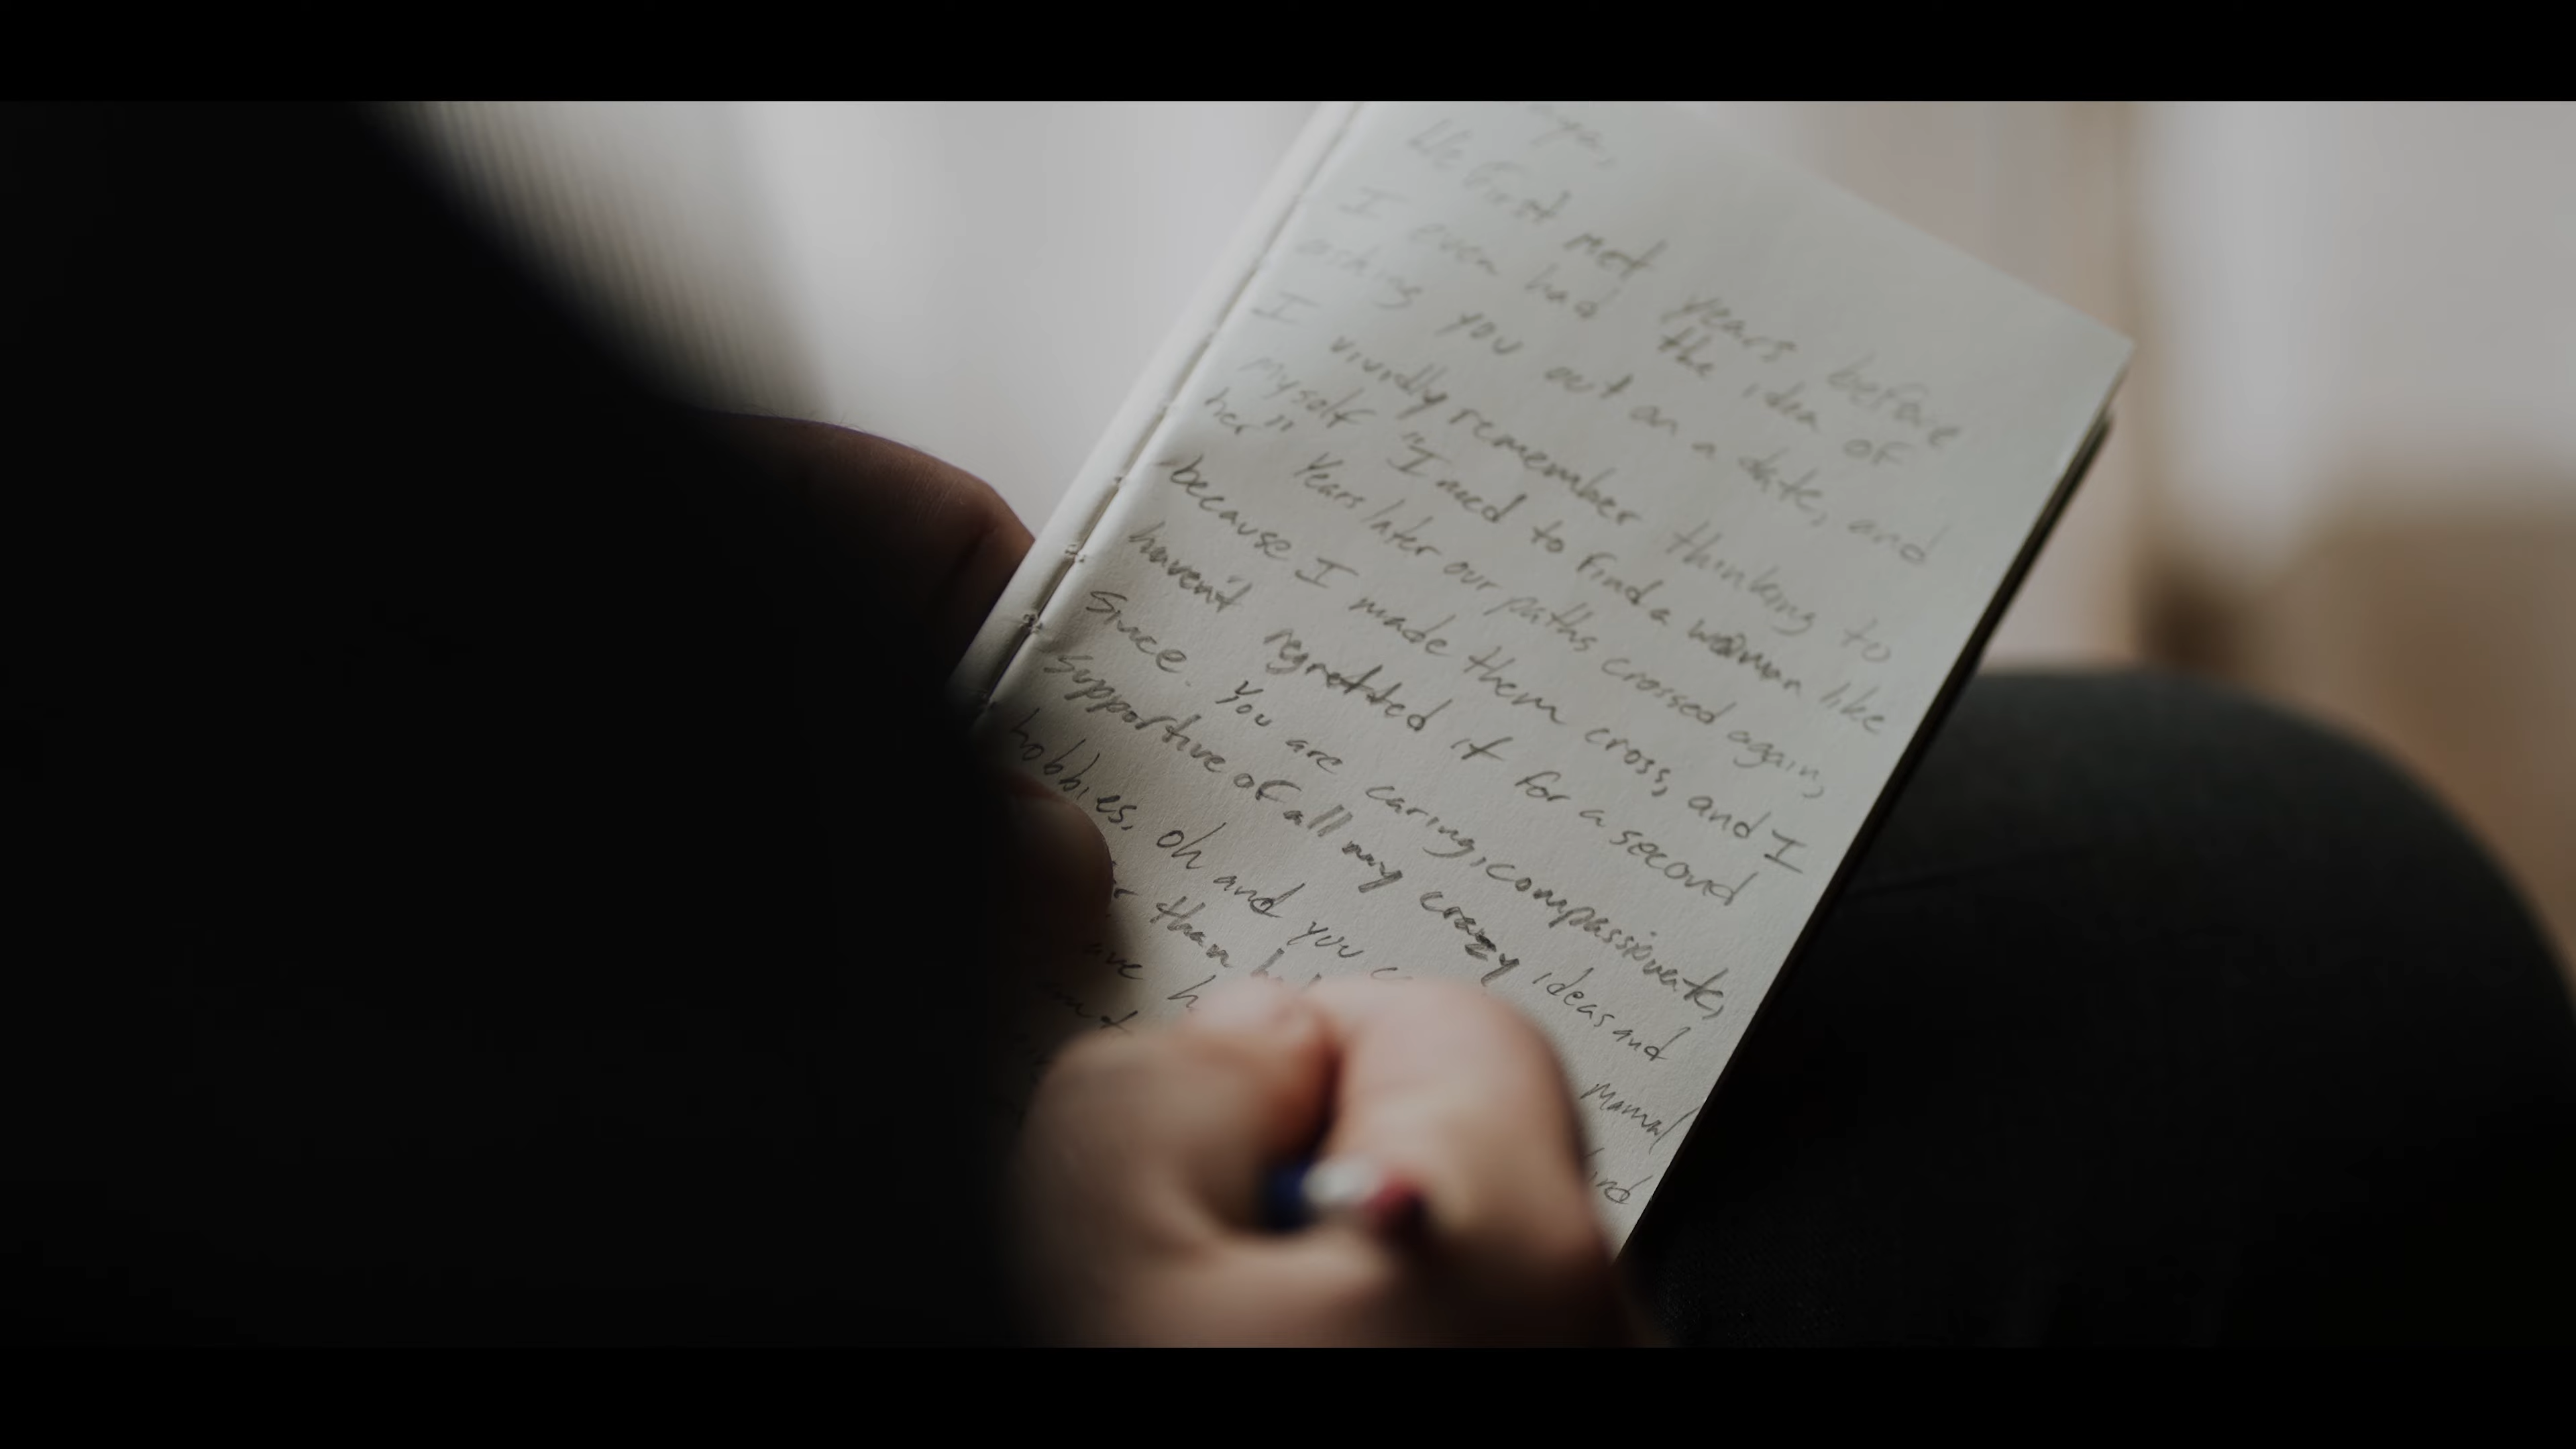 We first met years before
I even had the idea of
asking you out on a date, and
I vividly remember thinking to
myself "I need to find a woman like
her" Years later our paths crossed again,
because I made them cross, and I
haven't regretted it for a second
Since. You are caring, compassionate,
supportive of all my crazy ideas and
hobbies, oh and you manual
than